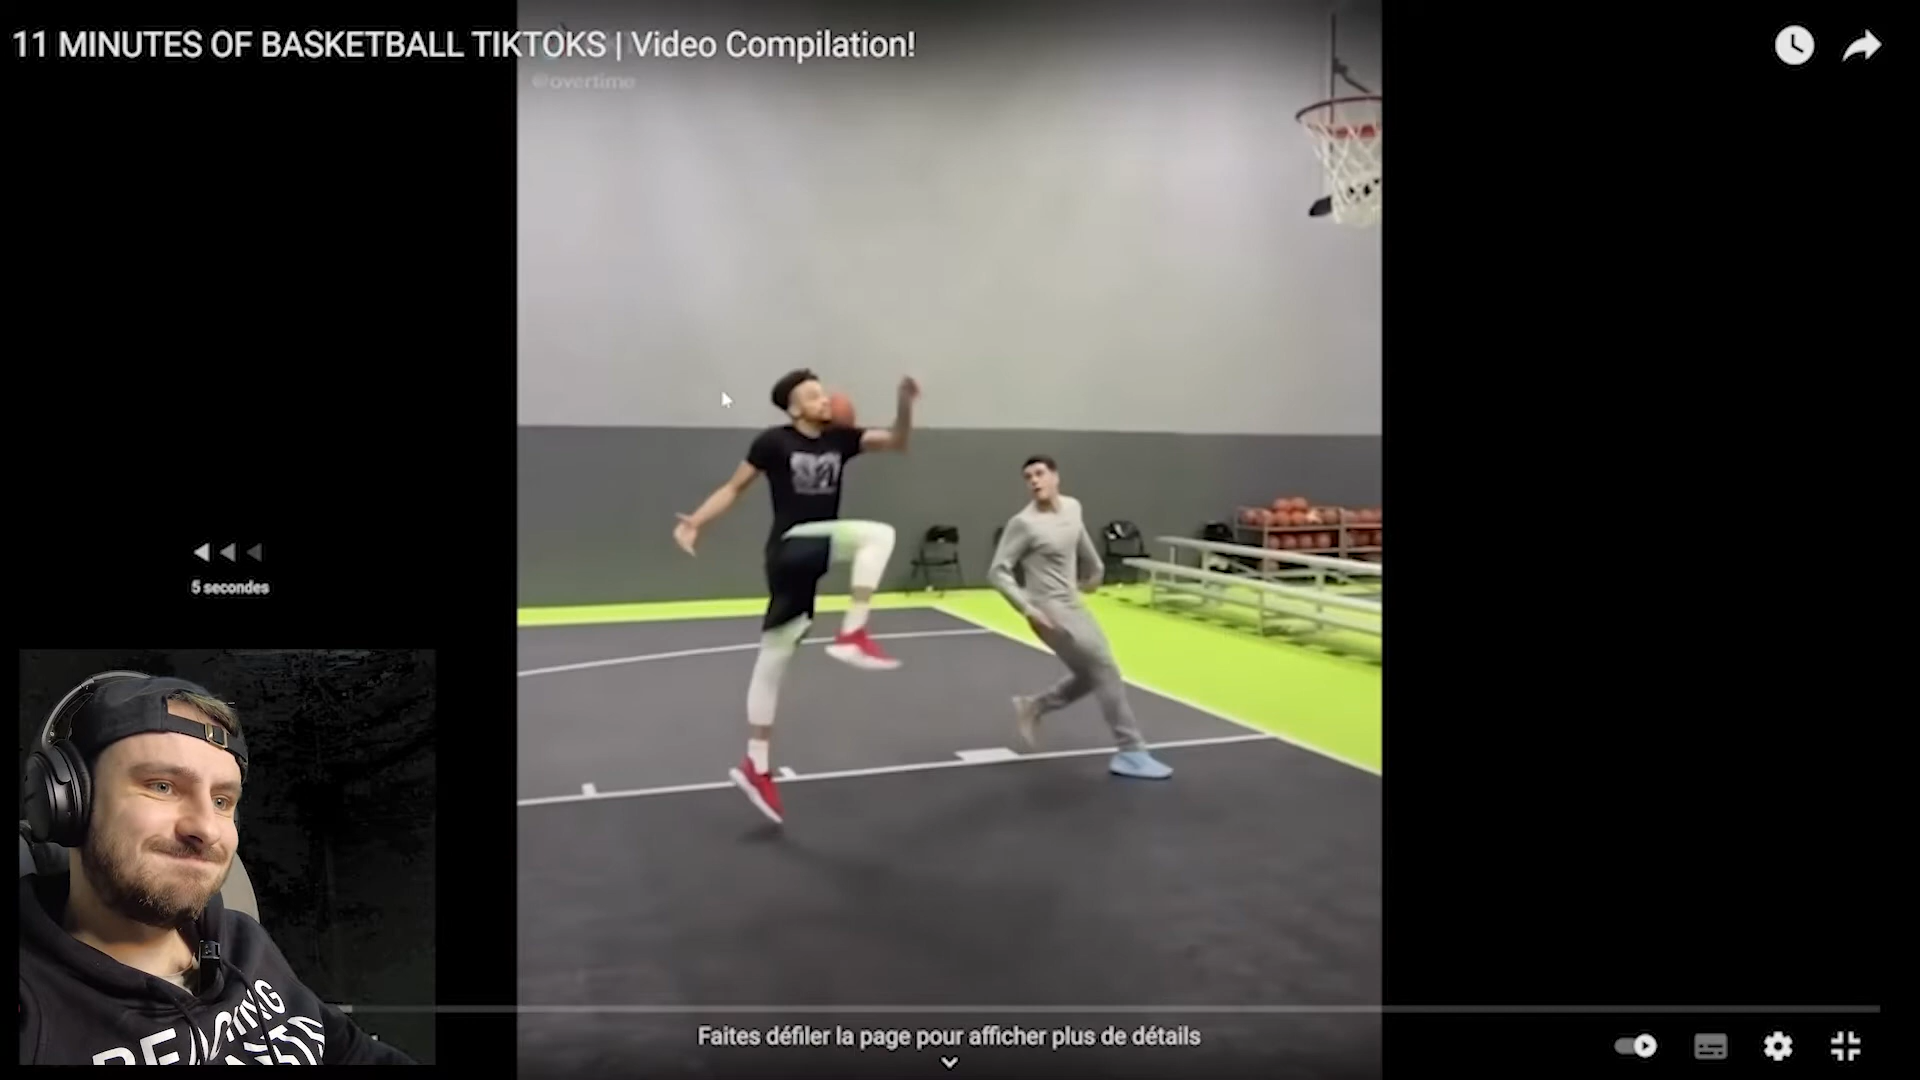 11 MINUTES OF BASKETBALL TIKTOKS | Video Compilation!
@overtime
5 secondes
Faites défiler la page pour afficher plus de détails